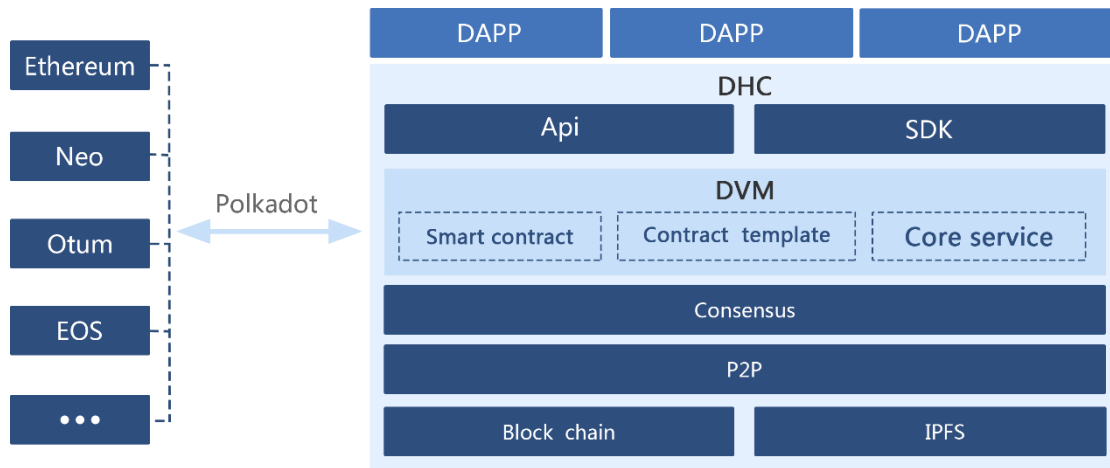 Ethereum
Neo
Otum
EOS
•••
Polkadot
DAPP DAPP DAPP
DHC
Api SDK
DVM
Smart contract Contract template Core service
Consensus
P2P
Block chain IPFS